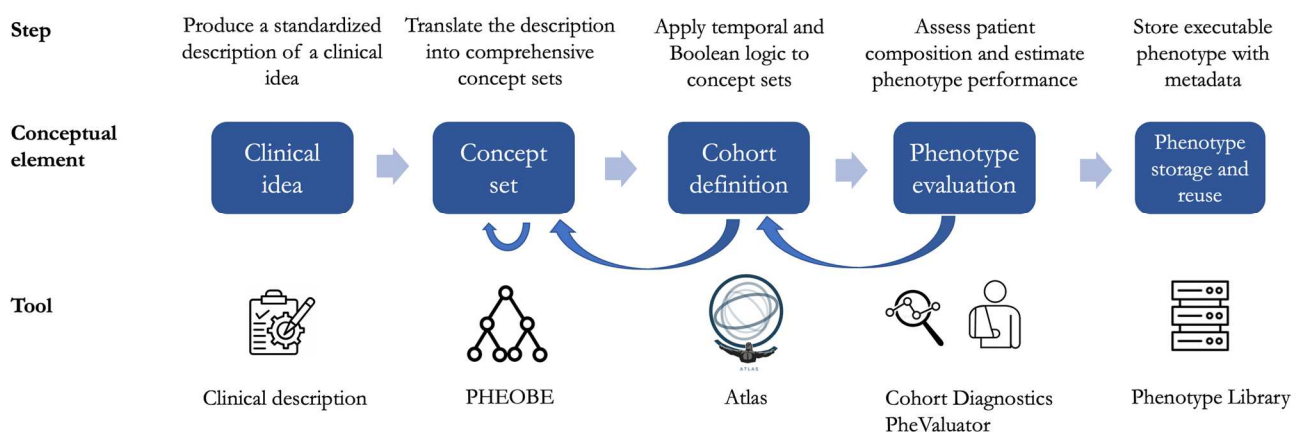 Step
Produce a standardized
description of a clinical
idea
Translate the description
into comprehensive
concept sets
Apply temporal and
Boolean logic to
concept sets
Assess patient
composition and estimate
phenotype performance
Store executable
phenotype with
metadata
Conceptual
element
Clinical
idea
Concept
set
Cohort
definition
Phenotype
evaluation
Phenotype
storage and
reuse
Tool
ATLAS
Clinical description
PHEOBE
Atlas
Cohort Diagnostics
PheValuator
Phenotype Library